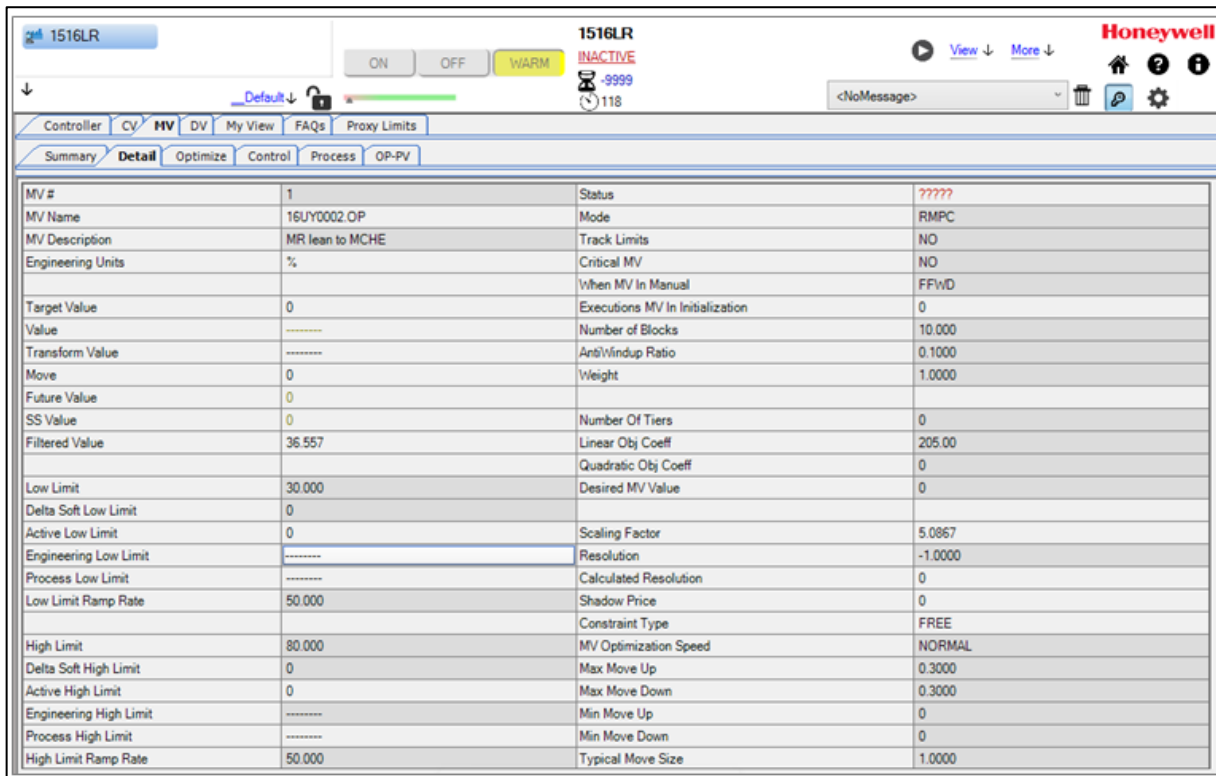 1516LR
ON OFF WARM
Default
1516LR
INACTIVE
-9999
118
View More
Honeywell
<NoMessage>
Controller CV MV DV My View FAQs Proxy Limits
Summary Detail Optimize Control Process OP-PV
MV # 1 Status ?????
MV Name 16UY0002.OP Mode RMPC
MV Description MR lean to MCHE Track Limits NO
Engineering Units % Critical MV NO
When MV In Manual FFWD
Target Value 0 Executions MV In Initialization 0
Value -------- Number of Blocks 10.000
Transform Value -------- AntiWindup Ratio 0.1000
Move 0 Weight 1.0000
Future Value 0
SS Value 0 Number Of Tiers 0
Filtered Value 36.557 Linear Obj Coeff 205.00
Quadratic Obj Coeff 0
Low Limit 30.000 Desired MV Value 0
Delta Soft Low Limit 0
Active Low Limit 0 Scaling Factor 5.0867
Engineering Low Limit -------- Resolution -1.0000
Process Low Limit -------- Calculated Resolution 0
Low Limit Ramp Rate 50.000 Shadow Price 0
Constraint Type FREE
High Limit 80.000 MV Optimization Speed NORMAL
Delta Soft High Limit 0 Max Move Up 0.3000
Active High Limit 0 Max Move Down 0.3000
Engineering High Limit -------- Min Move Up 0
Process High Limit -------- Min Move Down 0
High Limit Ramp Rate 50.000 Typical Move Size 1.0000